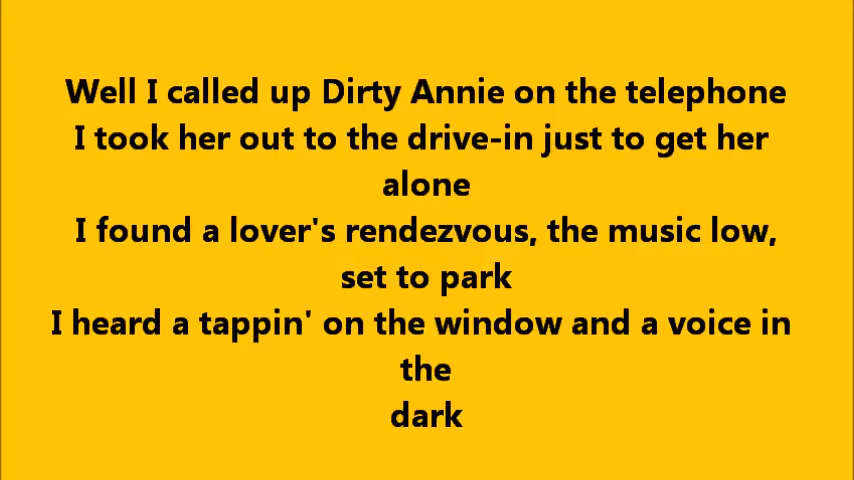 Well I called up Dirty Annie on the telephone
I took her out to the drive-in just to get her
alone
I found a lover's rendezvous, the music low,
set to park
I heard a tappin' on the window and a voice in
the
dark